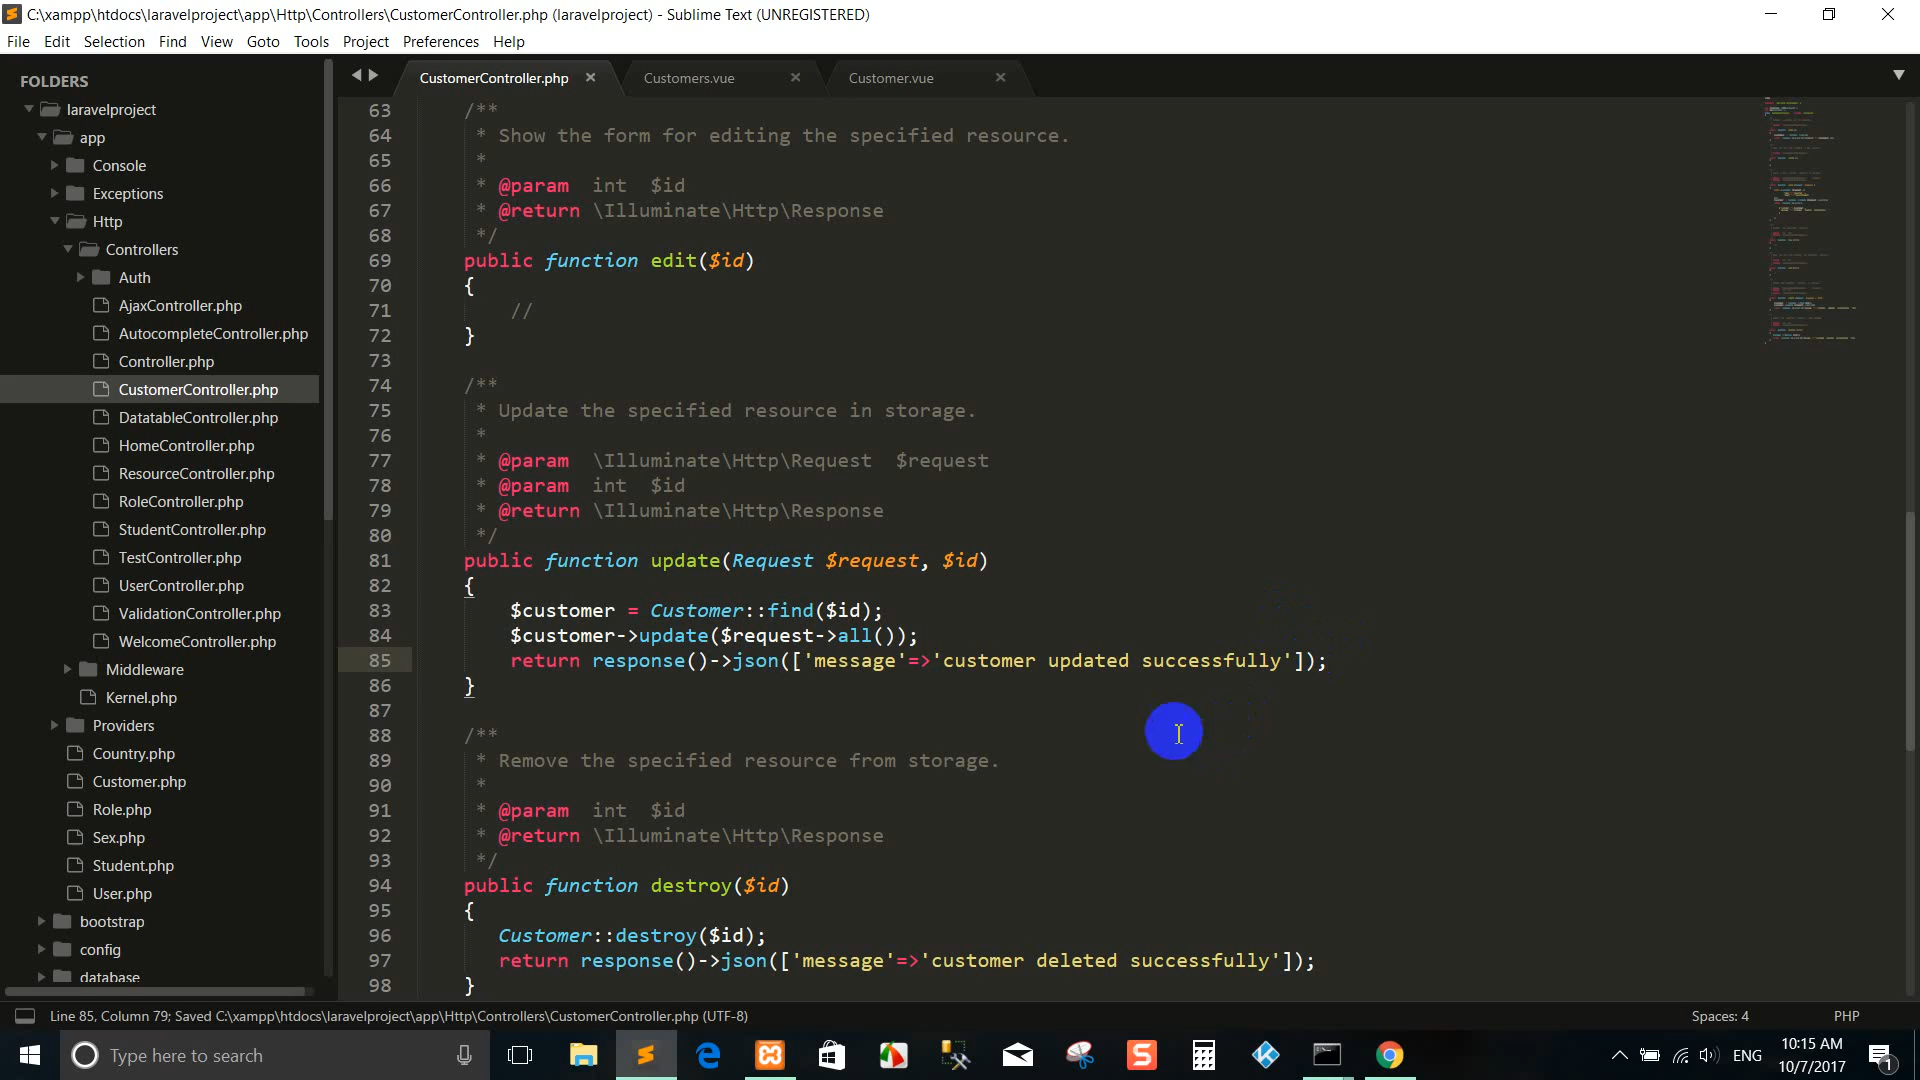 C:\xampp\htdocs\laravelproject\app\Http\Controllers\CustomerController.php (laravelproject) - Sublime Text (UNREGISTERED)
File Edit Selection Find View Goto Tools Project Preferences Help
FOLDERS
laravelproject
app
Console
Exceptions
Http
Controllers
Auth
AjaxController.php
AutocompleteController.php
Controller.php
CustomerController.php
DatatableController.php
HomeController.php
ResourceController.php
RoleController.php
StudentController.php
TestController.php
UserController.php
ValidationController.php
WelcomeController.php
Middleware
Kernel.php
Providers
Country.php
Customer.php
Role.php
Sex.php
Student.php
User.php
bootstrap
config
database
CustomerController.php Customers.vue Customer.vue
63 /**
64 * Show the form for editing the specified resource.
65 *
66 * @param int $id
67 * @return \Illuminate\Http\Response
68 */
69 public function edit($id)
70 {
71 //
72 }
73
74 /**
75 * Update the specified resource in storage.
76 *
77 * @param \Illuminate\Http\Request $request
78 * @param int $id
79 * @return \Illuminate\Http\Response
80 */
81 public function update(Request $request, $id)
82 {
83 $customer = Customer::find($id);
84 $customer->update($request->all());
85 return response()->json(['message'=>'customer updated successfully']);
86 }
87
88 /**
89 * Remove the specified resource from storage.
90 *
91 * @param int $id
92 * @return \Illuminate\Http\Response
93 */
94 public function destroy($id)
95 {
96 Customer::destroy($id);
97 return response()->json(['message'=>'customer deleted successfully']);
98 }
Line 85, Column 79; Saved C:\xampp\htdocs\laravelproject\app\Http\Controllers\CustomerController.php (UTF-8) Spaces: 4 PHP
Type here to search
ENG
10:15 AM
10/7/2017
1